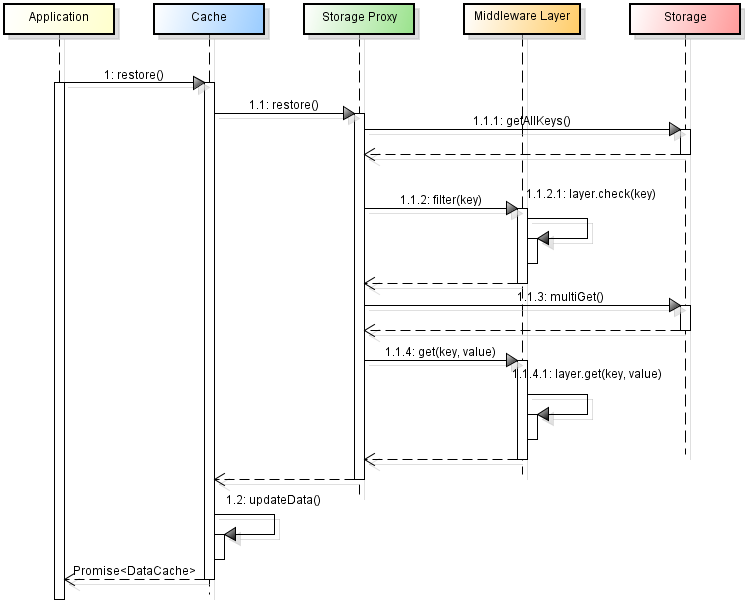 Application
Cache
Storage Proxy
Middleware Layer
Storage
1: restore()
1.1: restore()
1.1.1: getAllKeys()
1.1.2: filter(key)
1.1.2.1: layer.check(key)
1.1.3: multiGet()
1.1.4: get(key, value)
1.1.4.1: layer.get(key, value)
1.2: updateData()
Promise<DataCache>